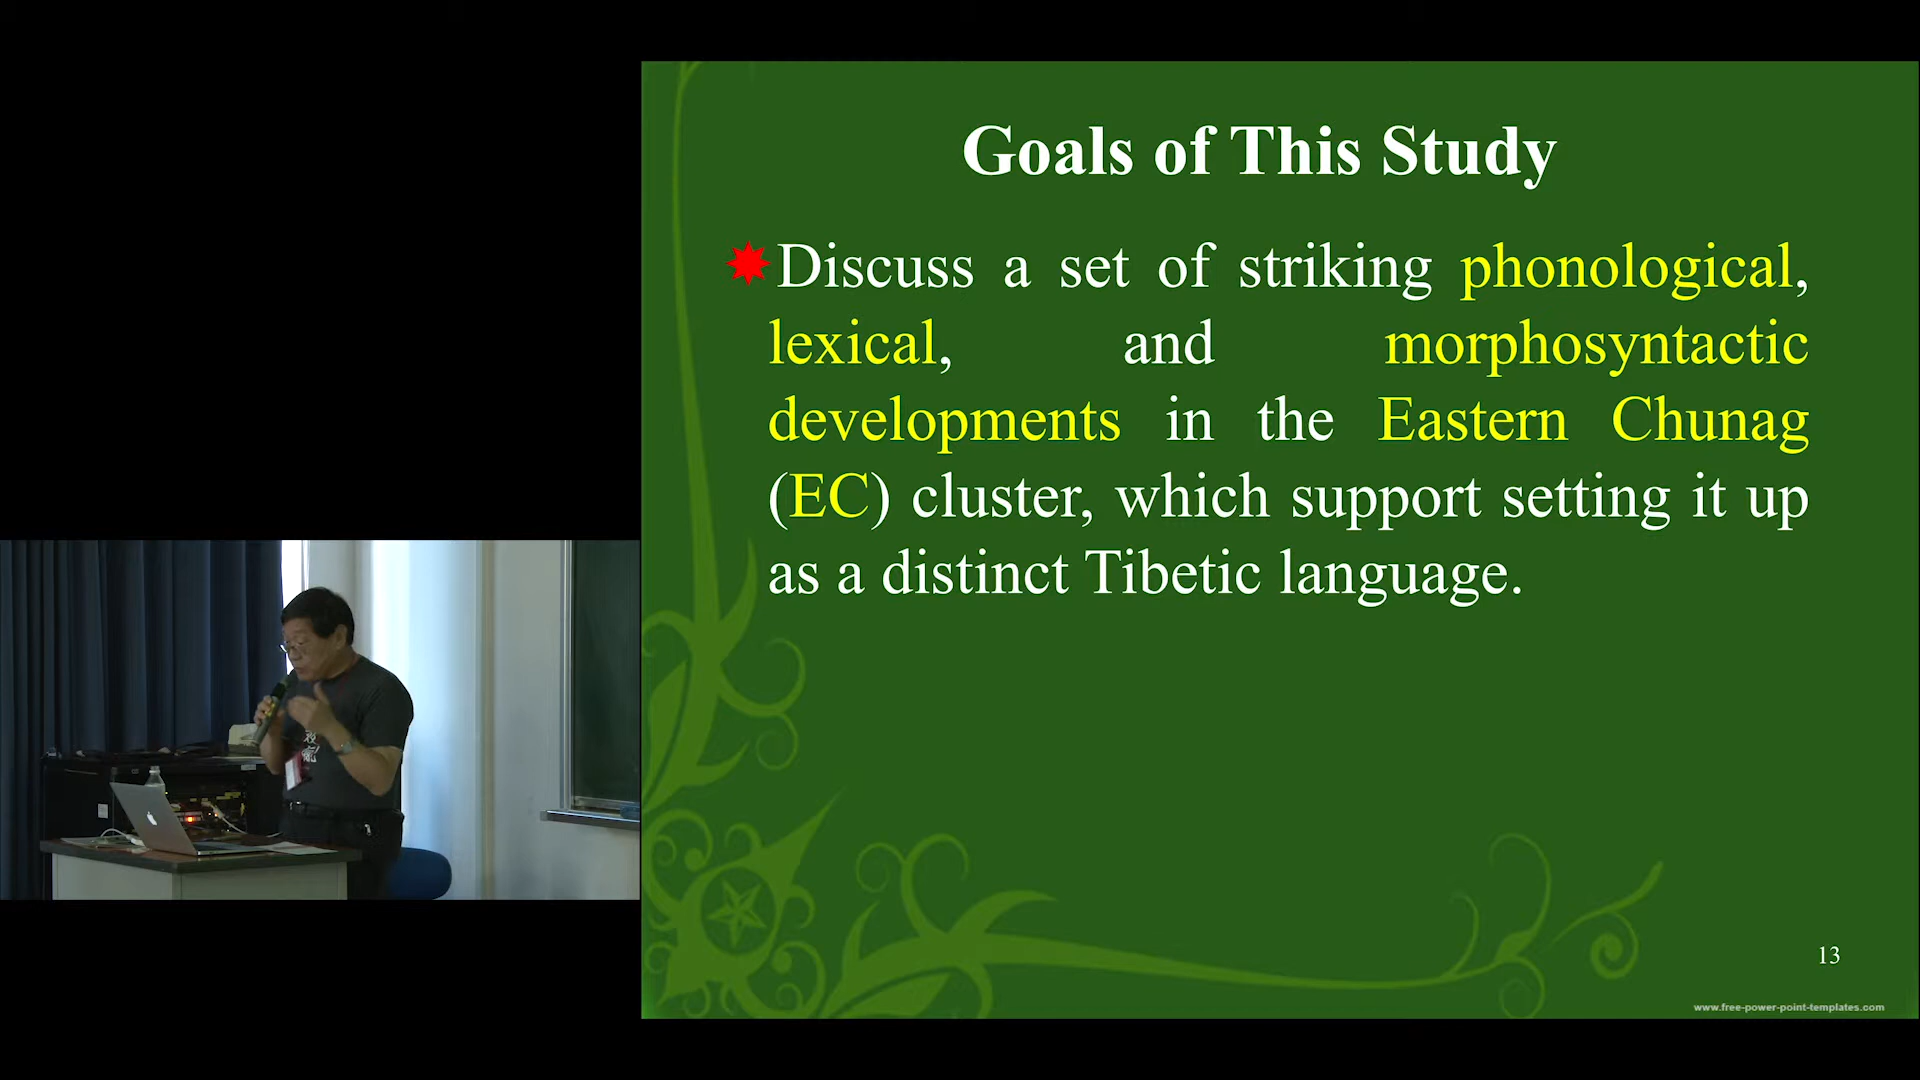 Goals of This Study
Discuss a set of striking phonological,
lexical, and morphosyntactic
developments in the Eastern Chunag
(EC) cluster, which support setting it up
as a distinct Tibetic language.
13
www.free-power-point-templates.com